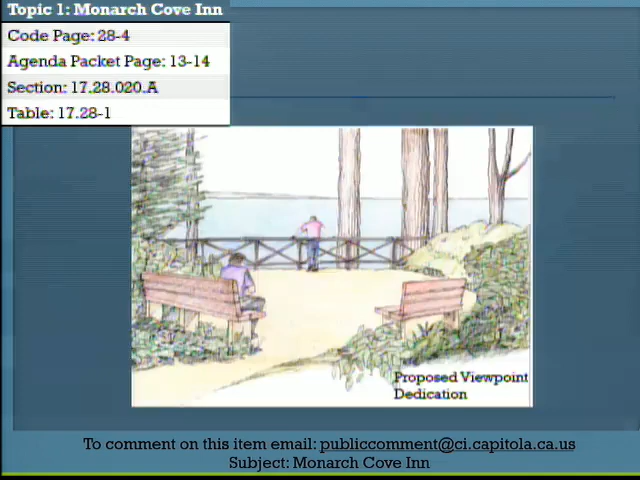 Topic 1: Monarch Cove Inn
Code Page: 28-4
Agenda Packet Page: 13-14
Section: 17.28.020.A
Table: 17.28-1
Proposed Viewpoint
Dedication
To comment on this item email: publiccomment@ci.capitola.ca.us
Subject: Monarch Cove Inn